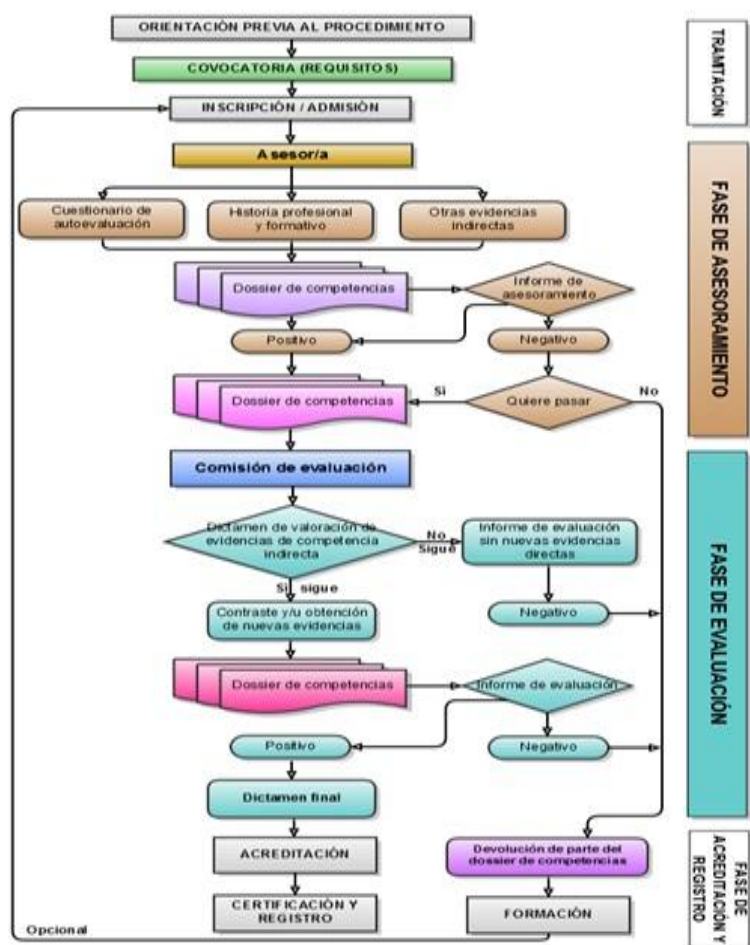 ORIENTACIÓN PREVIA AL PROCEDIMIENTO
COVOCATORIA (REQUISITOS)
INSCRIPCIÓN / ADMISIÓN
TRAMITACIÓN
Asesor/a
Cuestionario de
autoevaluación
Historia profesional
y formativo
Otras evidencias
indirectas
Dossier de competencias
Informe de
asesoramiento
Positivo
Negativo
Dossier de competencias
Si
Quiere pasar
No
FASE DE ASESORAMIENTO
Comisión de evaluación
Dictamen de valoración de
evidencias de competencia
indirecta
No
Sigue
Informe de evaluación
sin nuevas evidencias
directas
Si sigue
Contraste y/u obtención
de nuevas evidencias
Negativo
Dossier de competencias
Informe de evaluación
Positivo
Negativo
Dictamen final
FASE DE EVALUACIÓN
ACREDITACIÓN
Devolución de parte del
dossier de competencias
CERTIFICACIÓN Y
REGISTRO
FORMACIÓN
Opcional
FASE DE
ACREDITACIÓN Y
REGISTRO